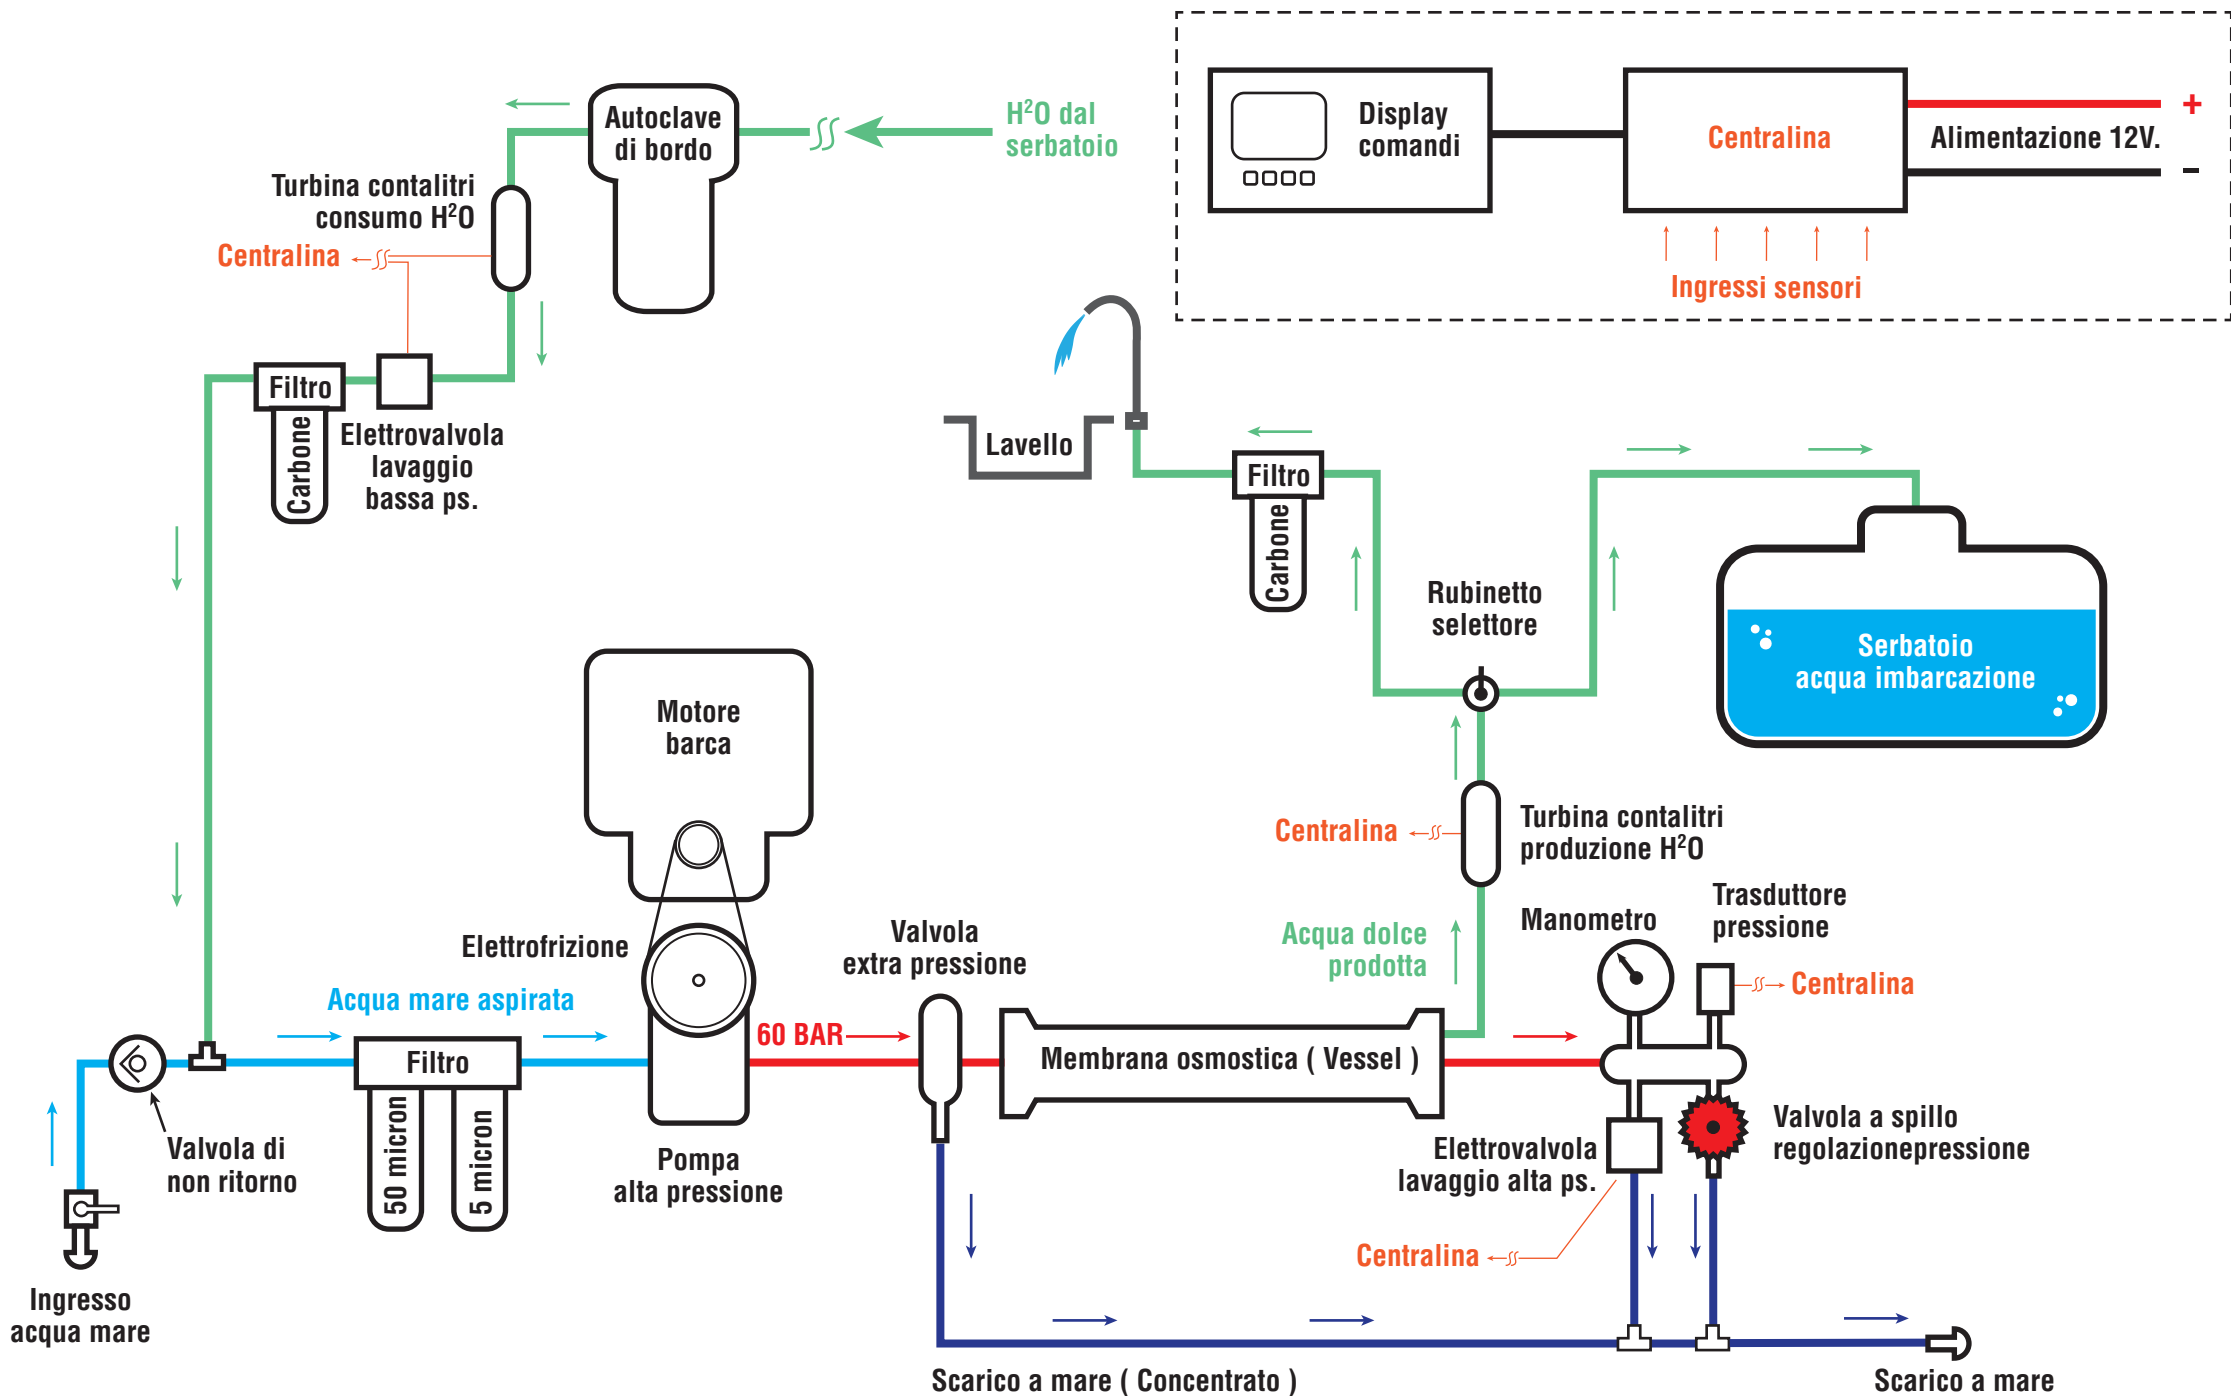 Autoclave
di bordo
H²O dal
serbatoio
Display
comandi
Centralina
+
Alimentazione 12V.
−
Ingressi sensori
Turbina contalitri
consumo H²O
Centralina
Filtro
Carbone
Elettrovalvola
lavaggio
bassa ps.
Lavello
Filtro
Carbone
Rubinetto
selettore
Serbatoio
acqua imbarcazione
Motore
barca
Centralina
Turbina contalitri
produzione H²O
Elettrofrizione
Valvola
extra pressione
Acqua dolce
prodotta
Manometro
Trasduttore
pressione
Centralina
Acqua mare aspirata
60 BAR
Filtro
50 micron
5 micron
Membrana osmostica ( Vessel )
Valvola di
non ritorno
Pompa
alta pressione
Elettrovalvola
lavaggio alta ps.
Valvola a spillo
regolazionepressione
Centralina
Ingresso
acqua mare
Scarico a mare ( Concentrato )
Scarico a mare